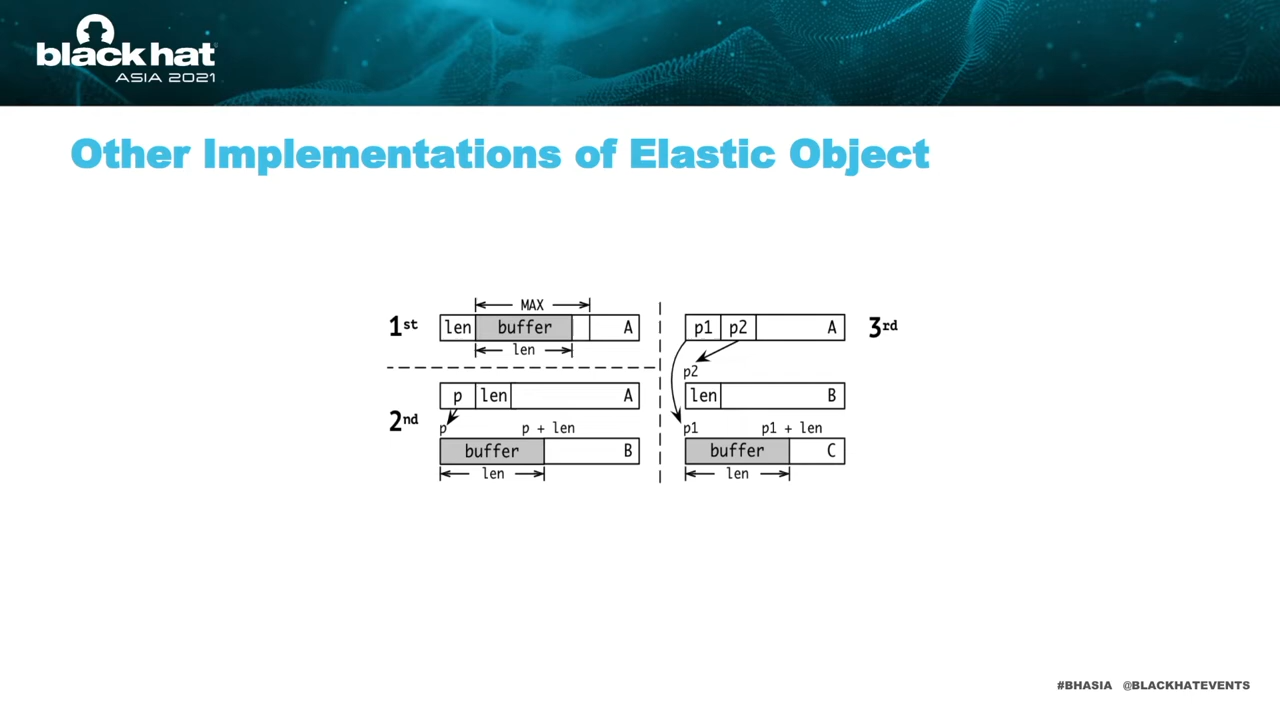 black hat
ASIA 2021
Other Implementations of Elastic Object
1st
MAX
len
buffer
A
len
2nd
p
len
A
p
p + len
buffer
B
len
3rd
p1
p2
A
p2
len
B
p1
p1 + len
buffer
C
len
#BHASIA @BLACKHATEVENTS